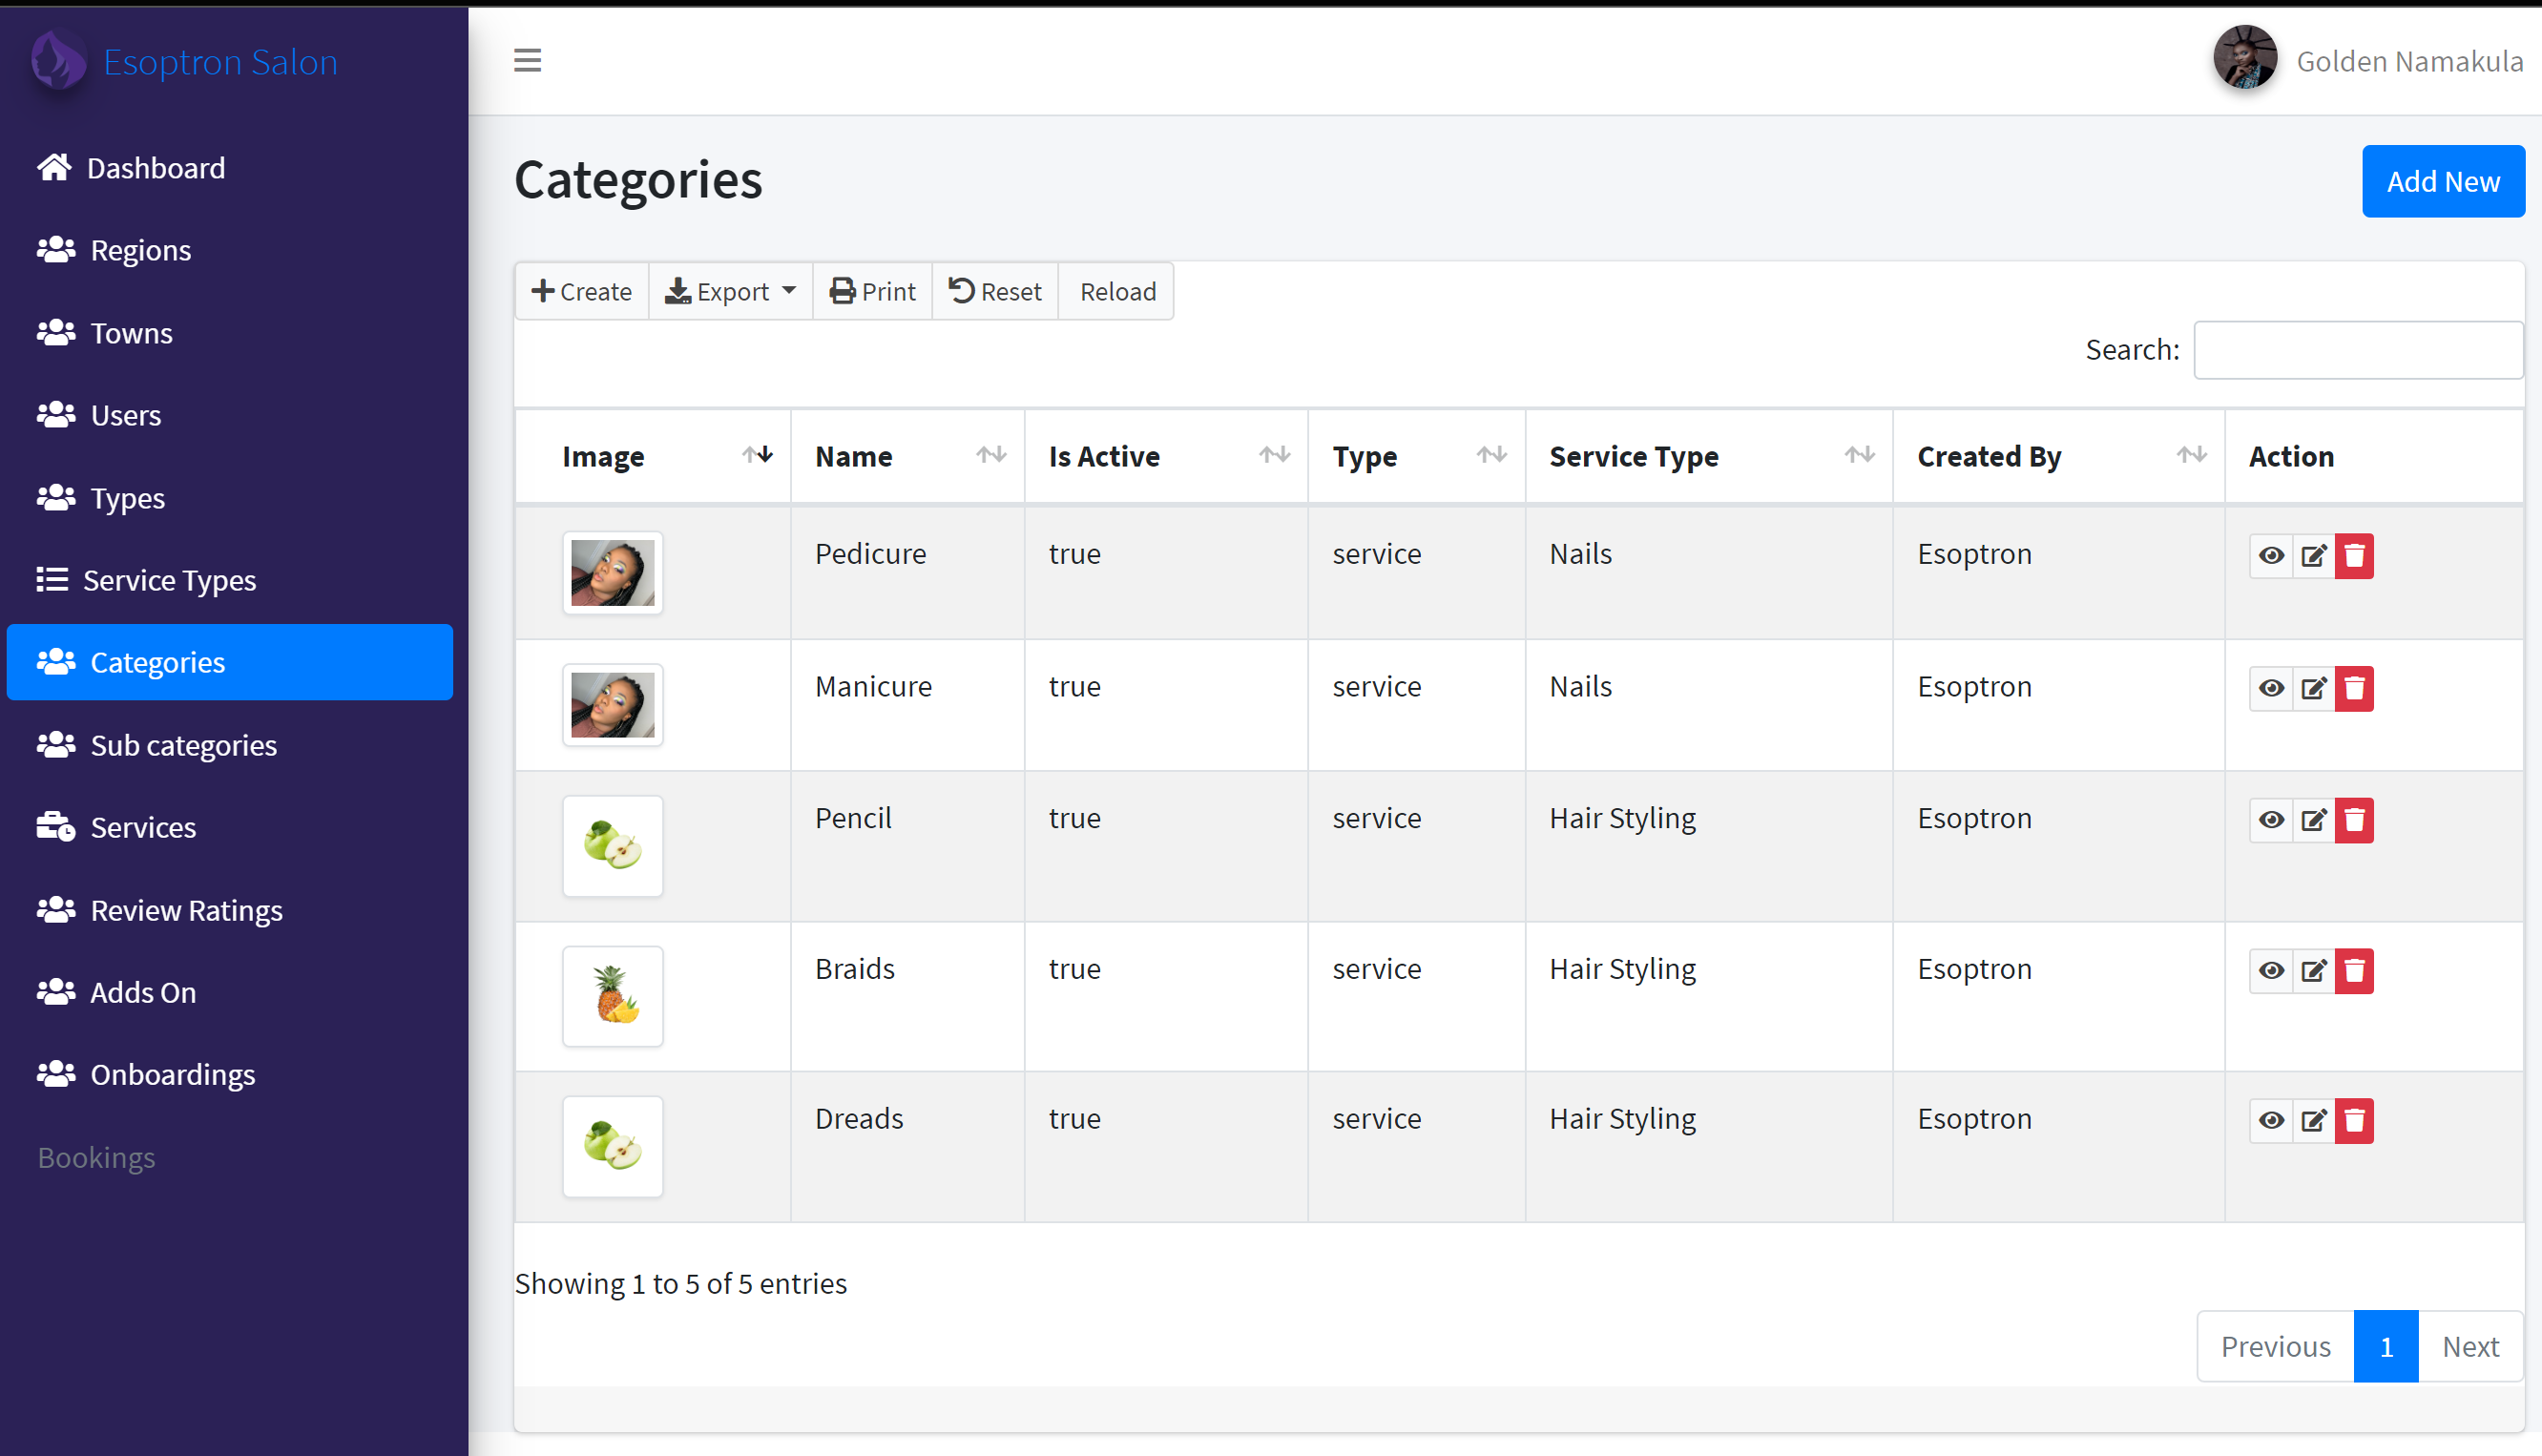 Esoptron Salon
Golden Namakula
Dashboard
Regions
Towns
Users
Types
Service Types
Categories
Sub categories
Services
Review Ratings
Adds On
Onboardings
Bookings
Categories
Add New
Create Export Print Reset Reload
Search:
Image Name Is Active Type Service Type Created By Action
Pedicure true service Nails Esoptron
Manicure true service Nails Esoptron
Pencil true service Hair Styling Esoptron
Braids true service Hair Styling Esoptron
Dreads true service Hair Styling Esoptron
Showing 1 to 5 of 5 entries
Previous 1 Next